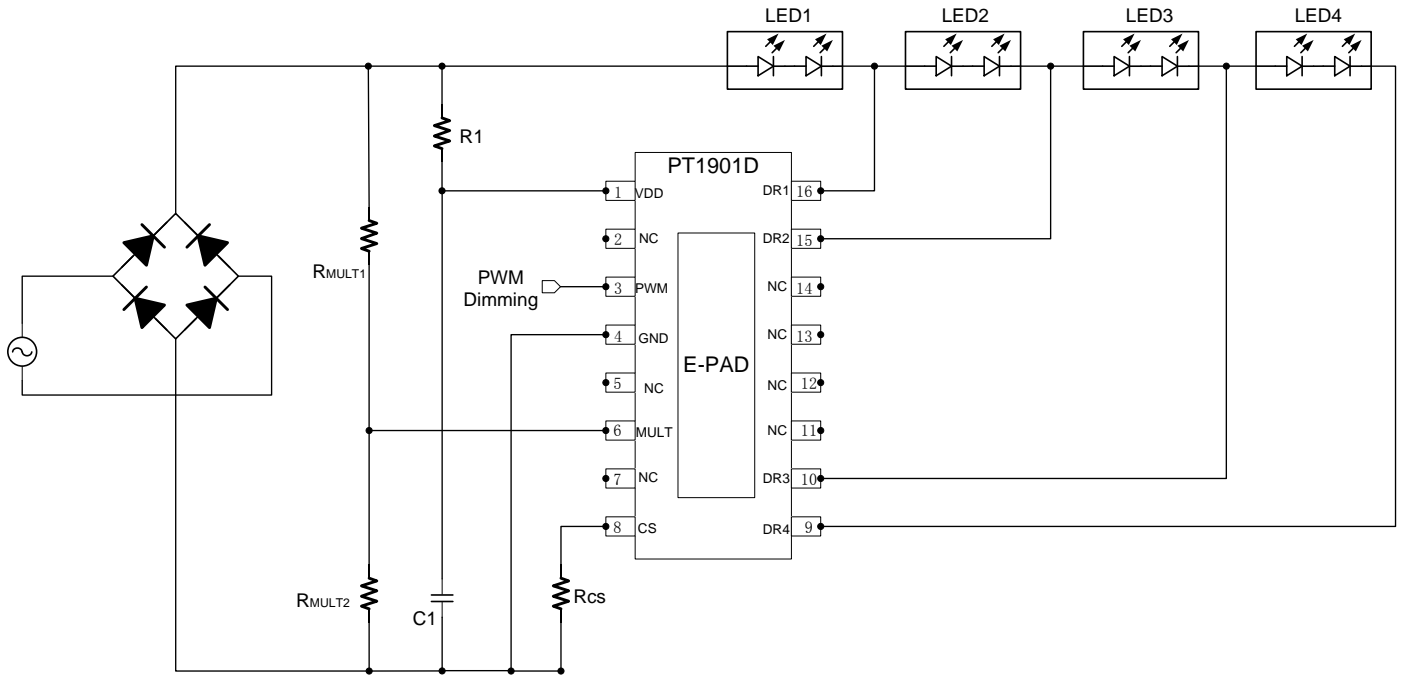 LED1
LED2
LED3
LED4
R1
PT1901D
1 VDD
DR1 16
2 NC
DR2 15
RMULT1
PWM
Dimming
3 PWM
NC 14
4 GND
NC 13
E-PAD
5 NC
NC 12
6 MULT
NC 11
7 NC
DR3 10
8 CS
DR4 9
RMULT2
C1
Rcs